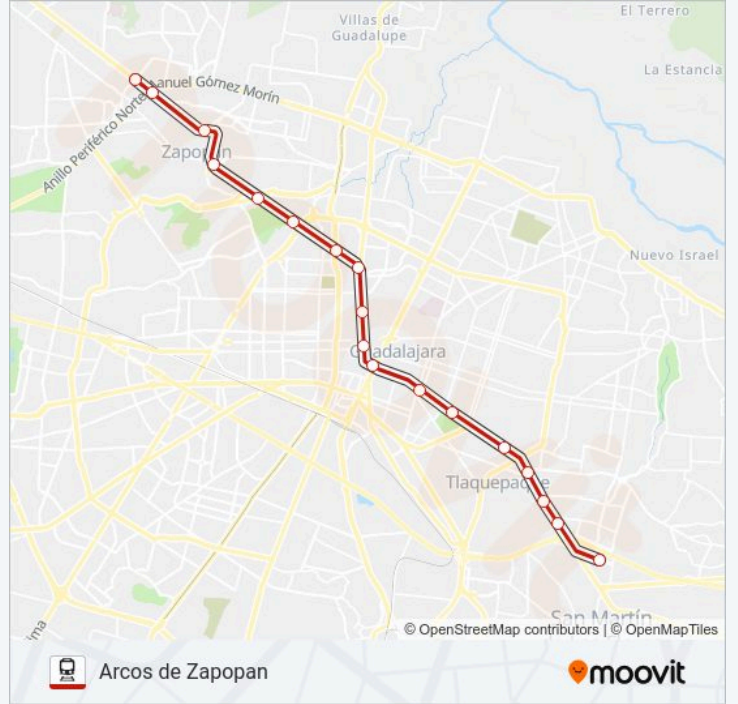 El Terrero
Villas de
Guadalupe
La Estancia
anuel Gómez Morín
Anillo Periférico Norte
Zapopan
Nuevo Israel
Guadalajara
Tlaquepaque
San Martín
© OpenStreetMap contributors | © OpenMapTiles
Arcos de Zapopan
moovit